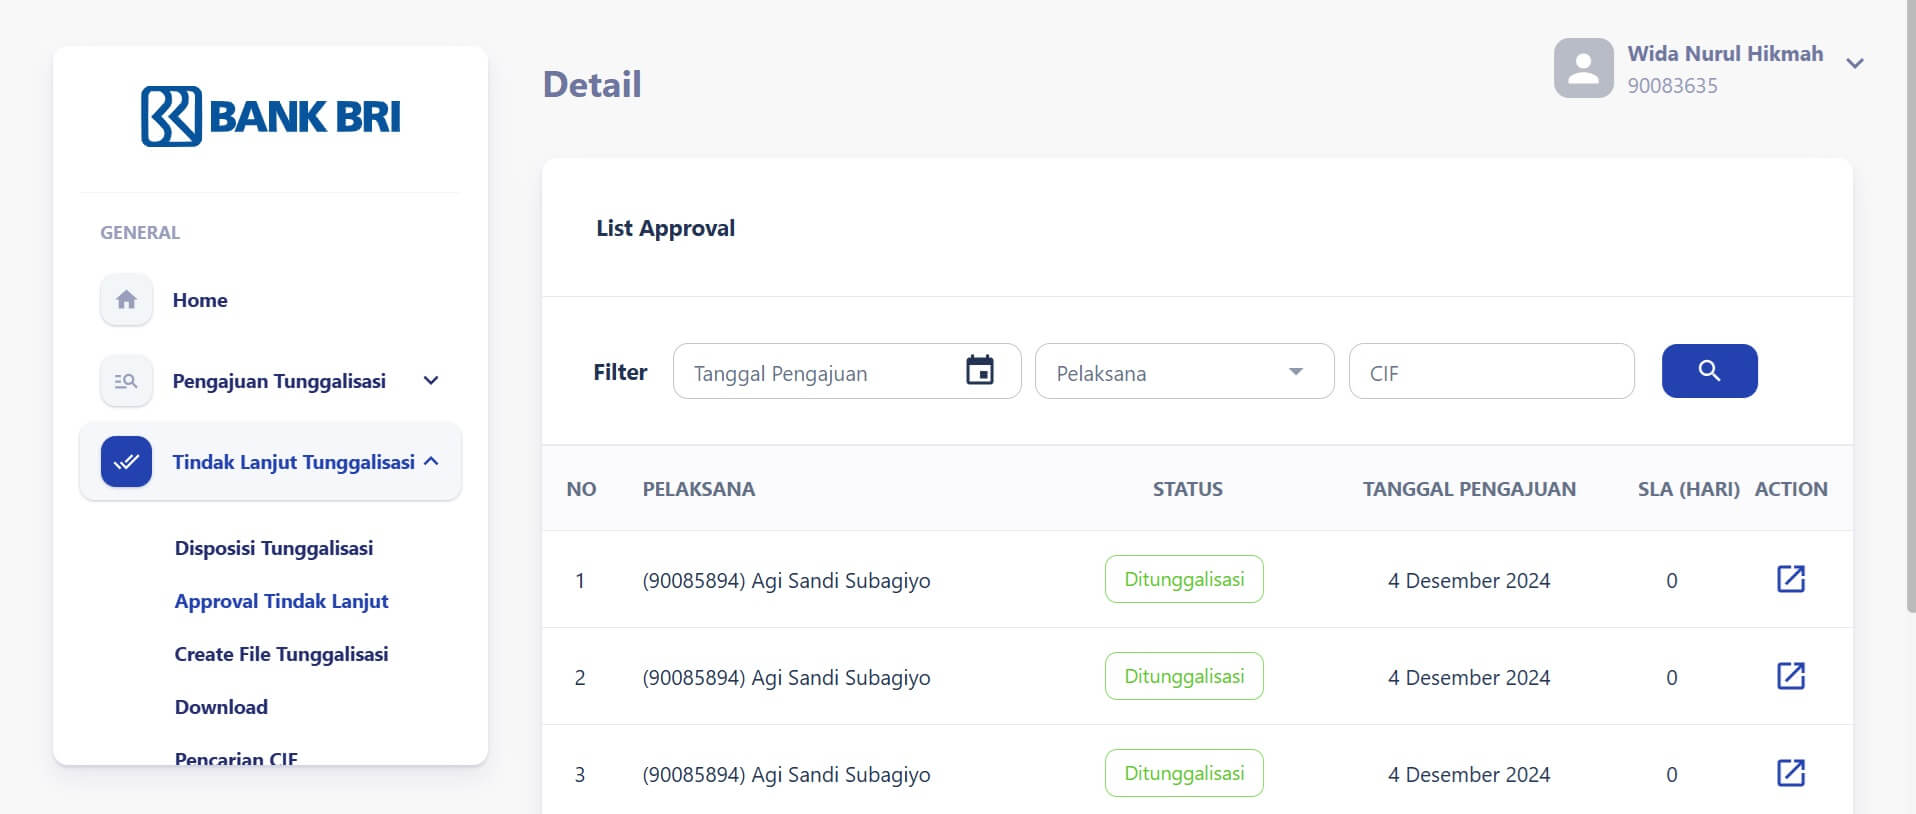 BANK BRI
GENERAL
Home
Pengajuan Tunggalisasi
Tindak Lanjut Tunggalisasi
Disposisi Tunggalisasi
Approval Tindak Lanjut
Create File Tunggalisasi
Download
Pencarian CIF
Detail
Wida Nurul Hikmah
90083635
List Approval
Filter Tanggal Pengajuan Pelaksana CIF
NO PELAKSANA STATUS TANGGAL PENGAJUAN SLA (HARI) ACTION
1 (90085894) Agi Sandi Subagiyo Ditunggalisasi 4 Desember 2024 0
2 (90085894) Agi Sandi Subagiyo Ditunggalisasi 4 Desember 2024 0
3 (90085894) Agi Sandi Subagiyo Ditunggalisasi 4 Desember 2024 0